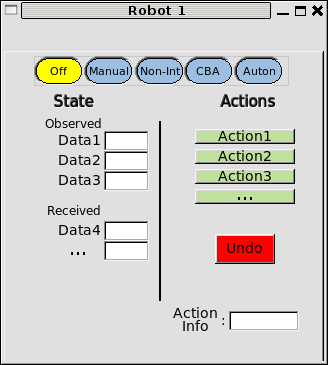 Robot 1
Off Manual Non-Int CBA Auton
State
Actions
Observed
Data1
Data2
Data3
Received
Data4
...
Action1
Action2
Action3
...
Undo
Action
Info :